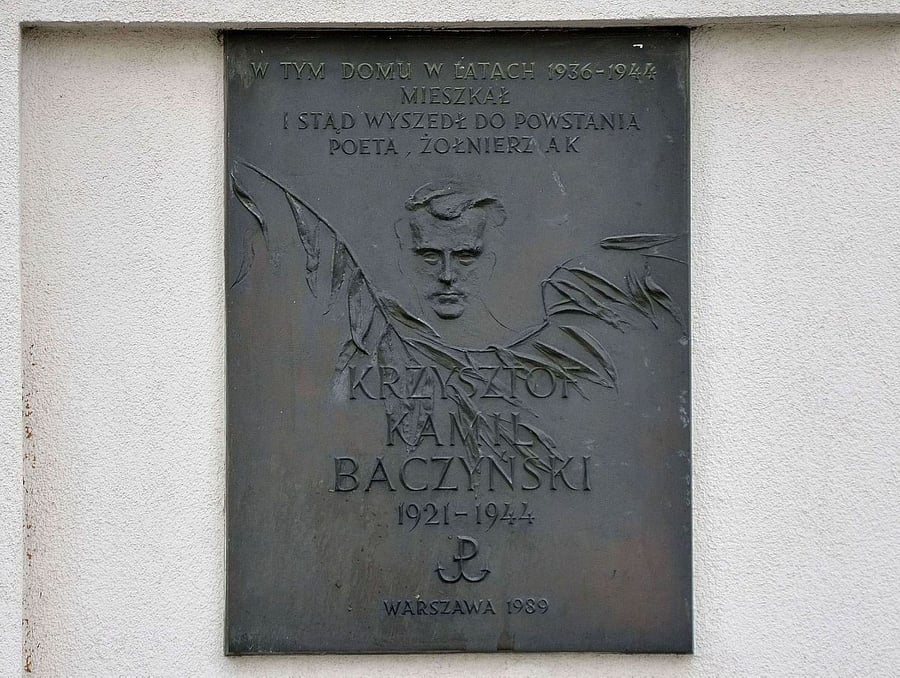 W TYM DOMU W LATACH 1936-1944
MIESZKAŁ
I STĄD WYSZEDŁ DO POWSTANIA
POETA, ŻOŁNIERZ AK
KRZYSZTOF
KAMIL
BACZYŃSKI
1921-1944
WARSZAWA 1989